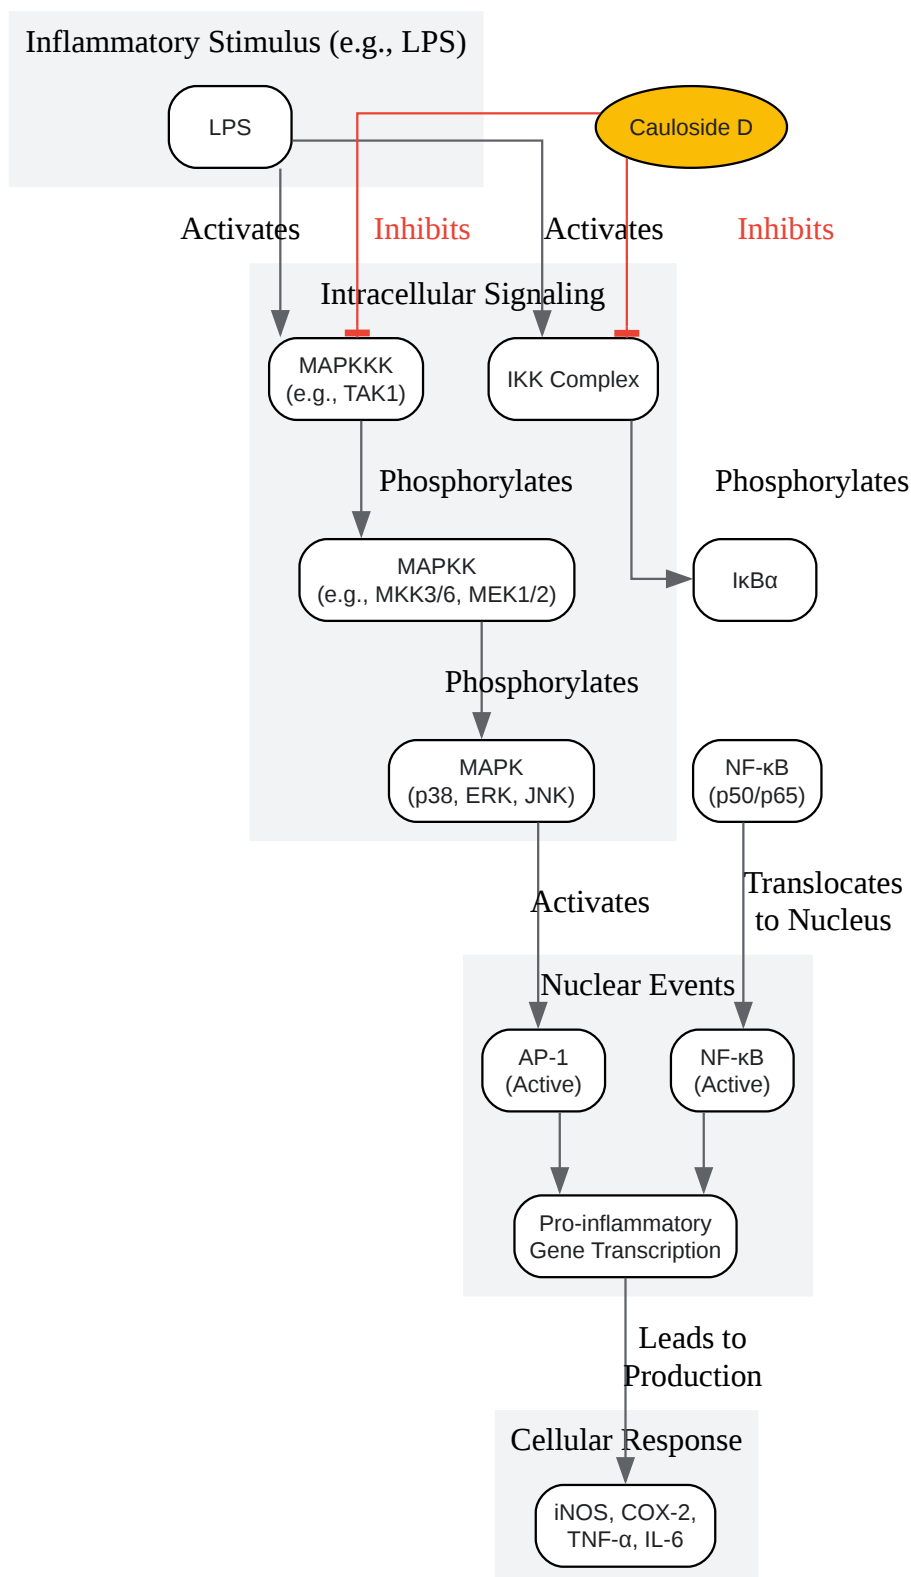 Inflammatory Stimulus (e.g., LPS)
LPS
Cauloside D
Activates
Inhibits
Activates
Inhibits
Intracellular Signaling
MAPKKK
(e.g., TAK1)
IKK Complex
Phosphorylates
Phosphorylates
MAPKK
(e.g., MKK3/6, MEK1/2)
IκBα
Phosphorylates
MAPK
(p38, ERK, JNK)
NF-κB
(p50/p65)
Activates
Translocates
to Nucleus
Nuclear Events
AP-1
(Active)
NF-κB
(Active)
Pro-inflammatory
Gene Transcription
Leads to
Production
Cellular Response
iNOS, COX-2,
TNF-α, IL-6